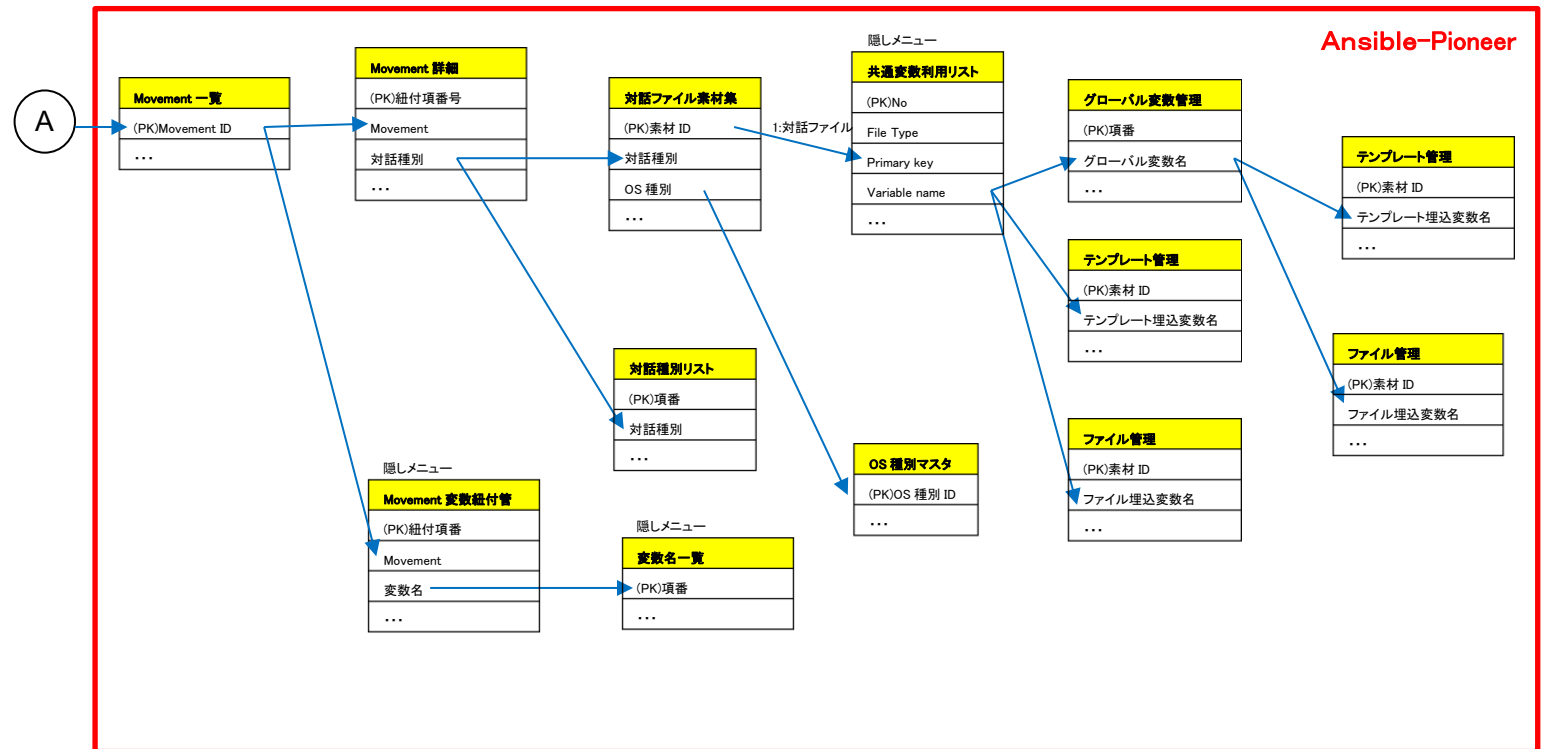 Ansible-Pioneer
A
Movement 一覧
(PK)Movement ID
...
Movement 詳細
(PK)紐付項番号
Movement
対話種別
...
対話ファイル素材集
(PK)素材 ID
対話種別
OS 種別
...
1:対話ファイル
隠しメニュー
共通変数利用リスト
(PK)No
File Type
Primary key
Variable name
...
グローバル変数管理
(PK)項番
グローバル変数名
...
テンプレート管理
(PK)素材 ID
テンプレート埋込変数名
...
テンプレート管理
(PK)素材 ID
テンプレート埋込変数名
...
ファイル管理
(PK)素材 ID
ファイル埋込変数名
...
対話種別リスト
(PK)項番
対話種別
...
ファイル管理
(PK)素材 ID
ファイル埋込変数名
...
OS 種別マスタ
(PK)OS 種別 ID
...
隠しメニュー
Movement 変数紐付管
(PK)紐付項番
Movement
変数名
...
隠しメニュー
変数名一覧
(PK)項番
...